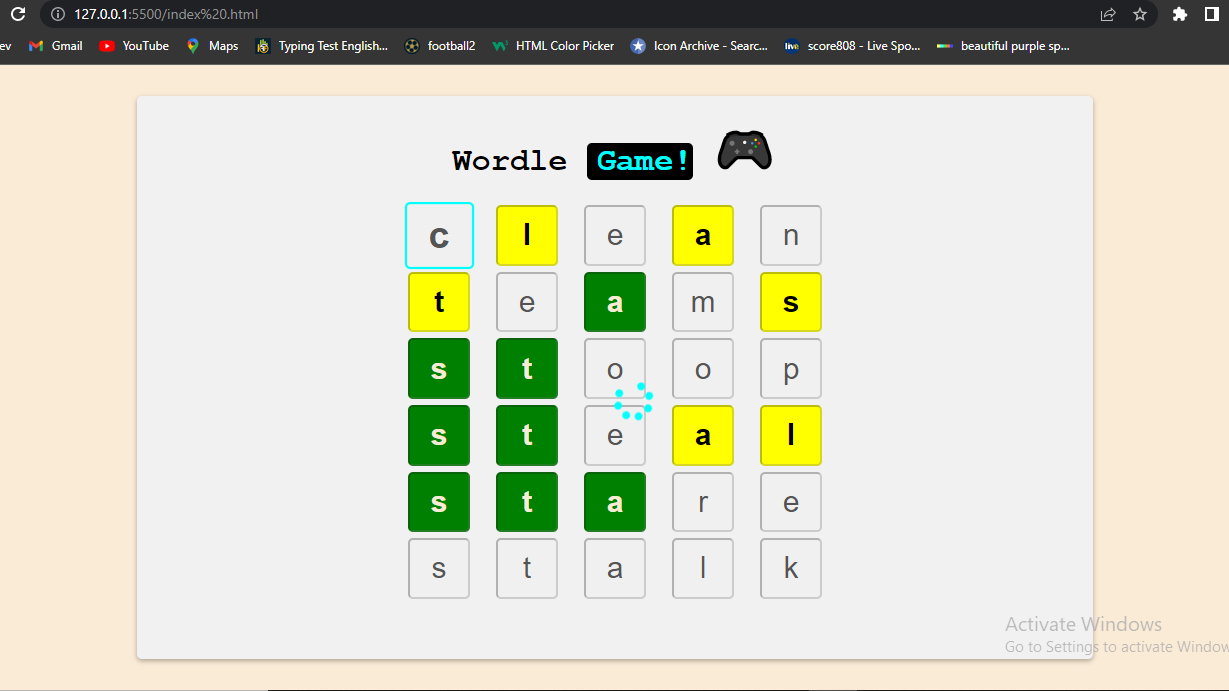 127.0.0.1:5500/index%20.html
ev Gmail YouTube Maps Typing Test English... football2 HTML Color Picker Icon Archive - Searc... live score808 - Live Spo... beautiful purple sp...
Wordle Game!
c l e a n
t e a m s
s t o o p
s t e a l
s t a r e
s t a l k
Activate Windows
Go to Settings to activate Window